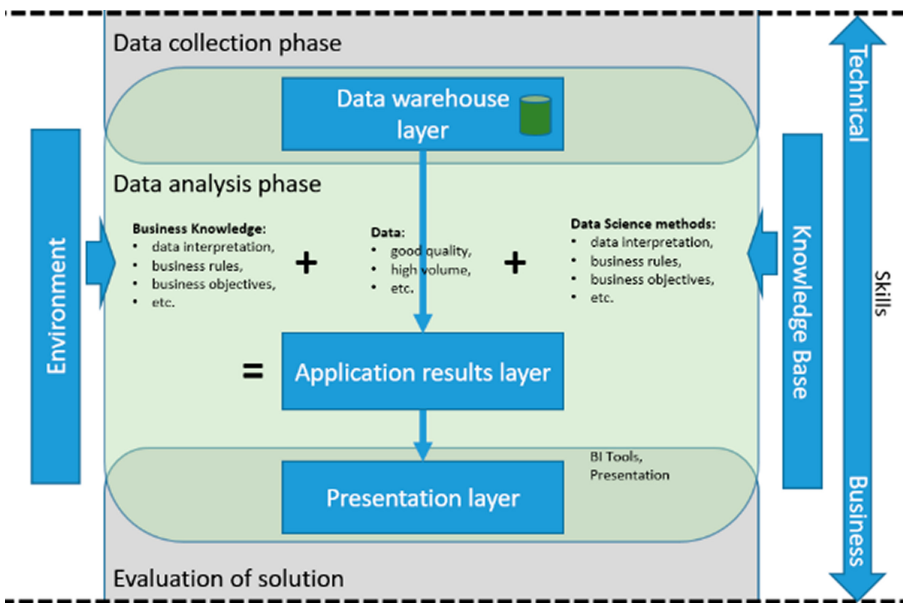 Data collection phase
Data warehouse
layer
Data analysis phase
Business Knowledge:
• data interpretation,
• business rules,
• business objectives,
• etc.
+
Data:
• good quality,
• high volume,
• etc.
+
Data Science methods:
• data interpretation,
• business rules,
• business objectives,
• etc.
=
Application results layer
BI Tools,
Presentation
Presentation layer
Evaluation of solution
Environment
Knowledge Base
Technical
Skills
Business